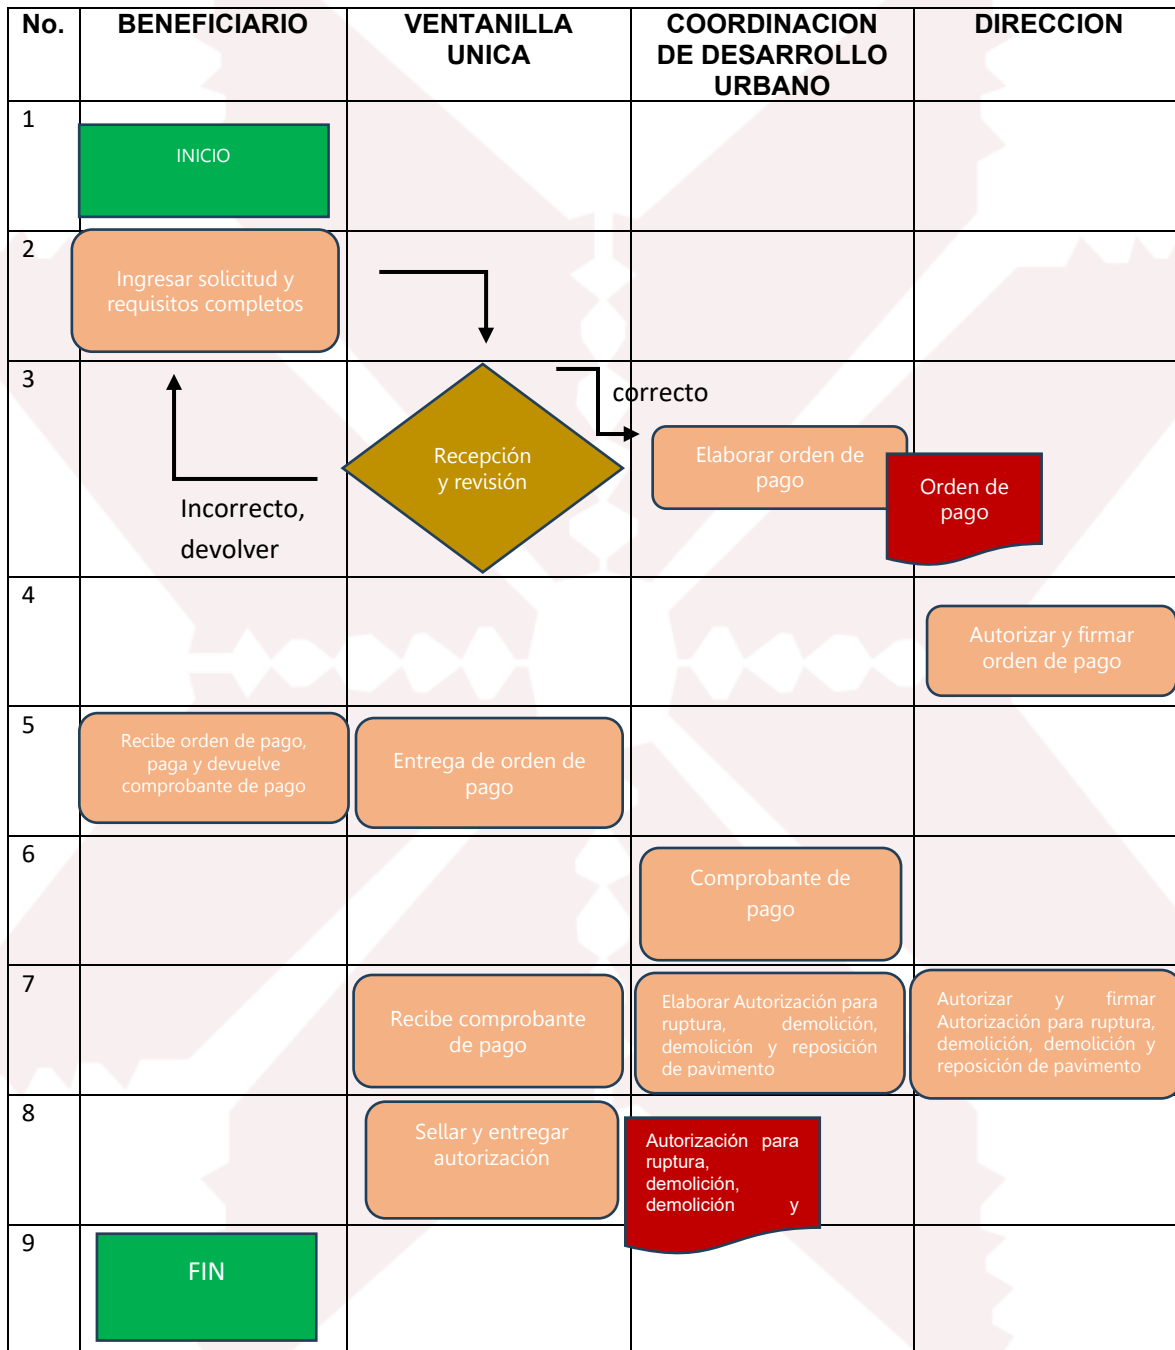 No.
BENEFICIARIO
VENTANILLA
UNICA
COORDINACION
DE DESARROLLO
URBANO
DIRECCION
1
INICIO
2
Ingresar solicitud y
requisitos completos
3
Incorrecto,
devolver
Recepción
y revisión
correcto
Elaborar orden de
pago
Orden de
pago
4
Autorizar y firmar
orden de pago
5
Recibe orden de pago,
paga y devuelve
comprobante de pago
Entrega de orden de
pago
6
Comprobante de
pago
7
Recibe comprobante
de pago
Elaborar Autorización para
ruptura, demolición,
demolición y reposición
de pavimento
Autorizar y firmar
Autorización para ruptura,
demolición, demolición y
reposición de pavimento
8
Sellar y entregar
autorización
Autorización para
ruptura,
demolición,
demolición y
9
FIN